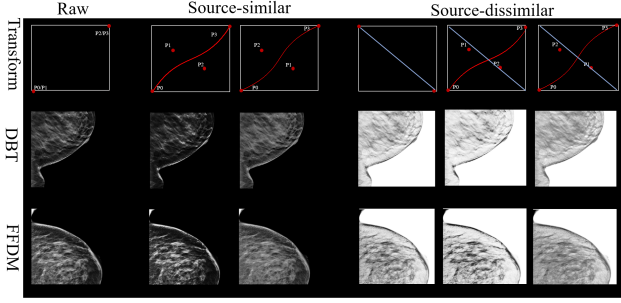 Raw
Source-similar
Source-dissimilar
Transform
P2/P3
P0/P1
P1
P3
P2
P0
P2
P3
P1
P0
P1
P3
P2
P0
P2
P3
P1
P0
DBT
FFDM